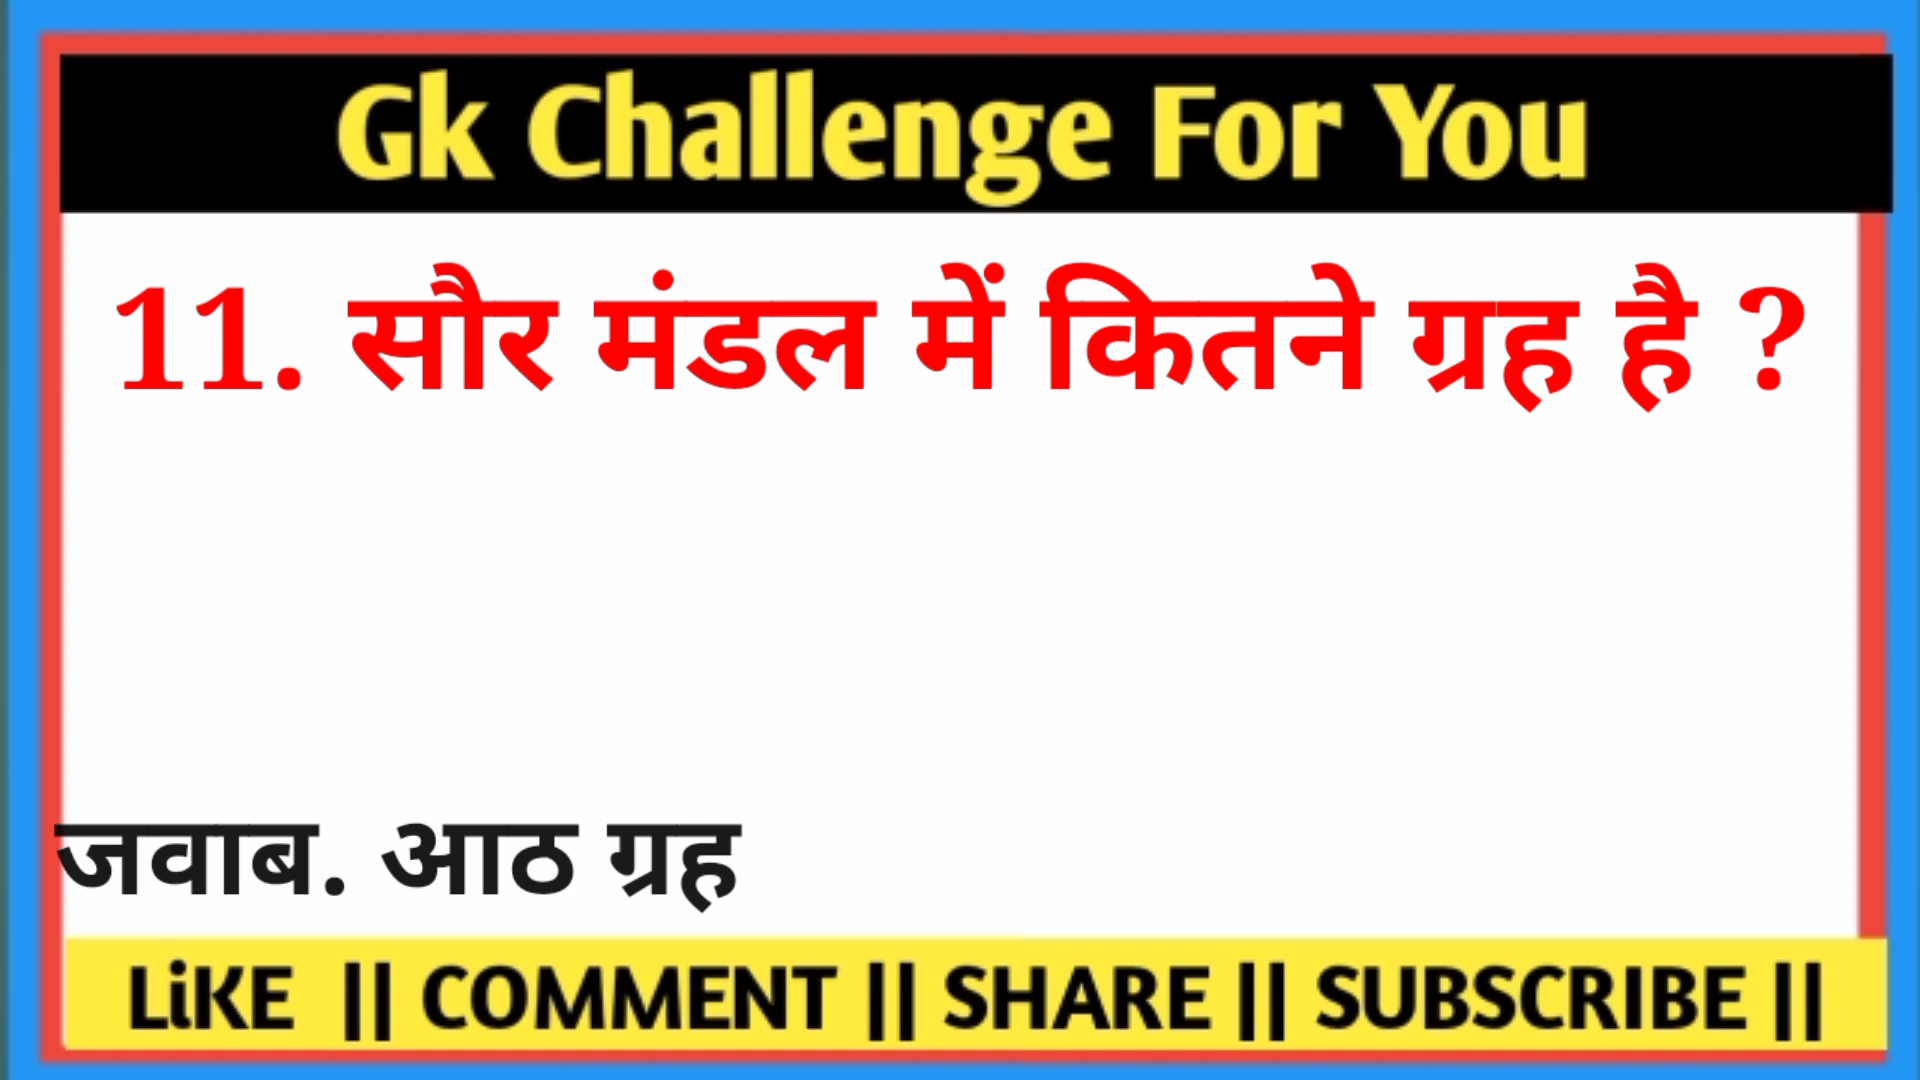 Gk Challenge For You
11. सौर मंडल में कितने ग्रह है ?
जवाब. आठ ग्रह
LiKE || COMMENT || SHARE || SUBSCRIBE ||